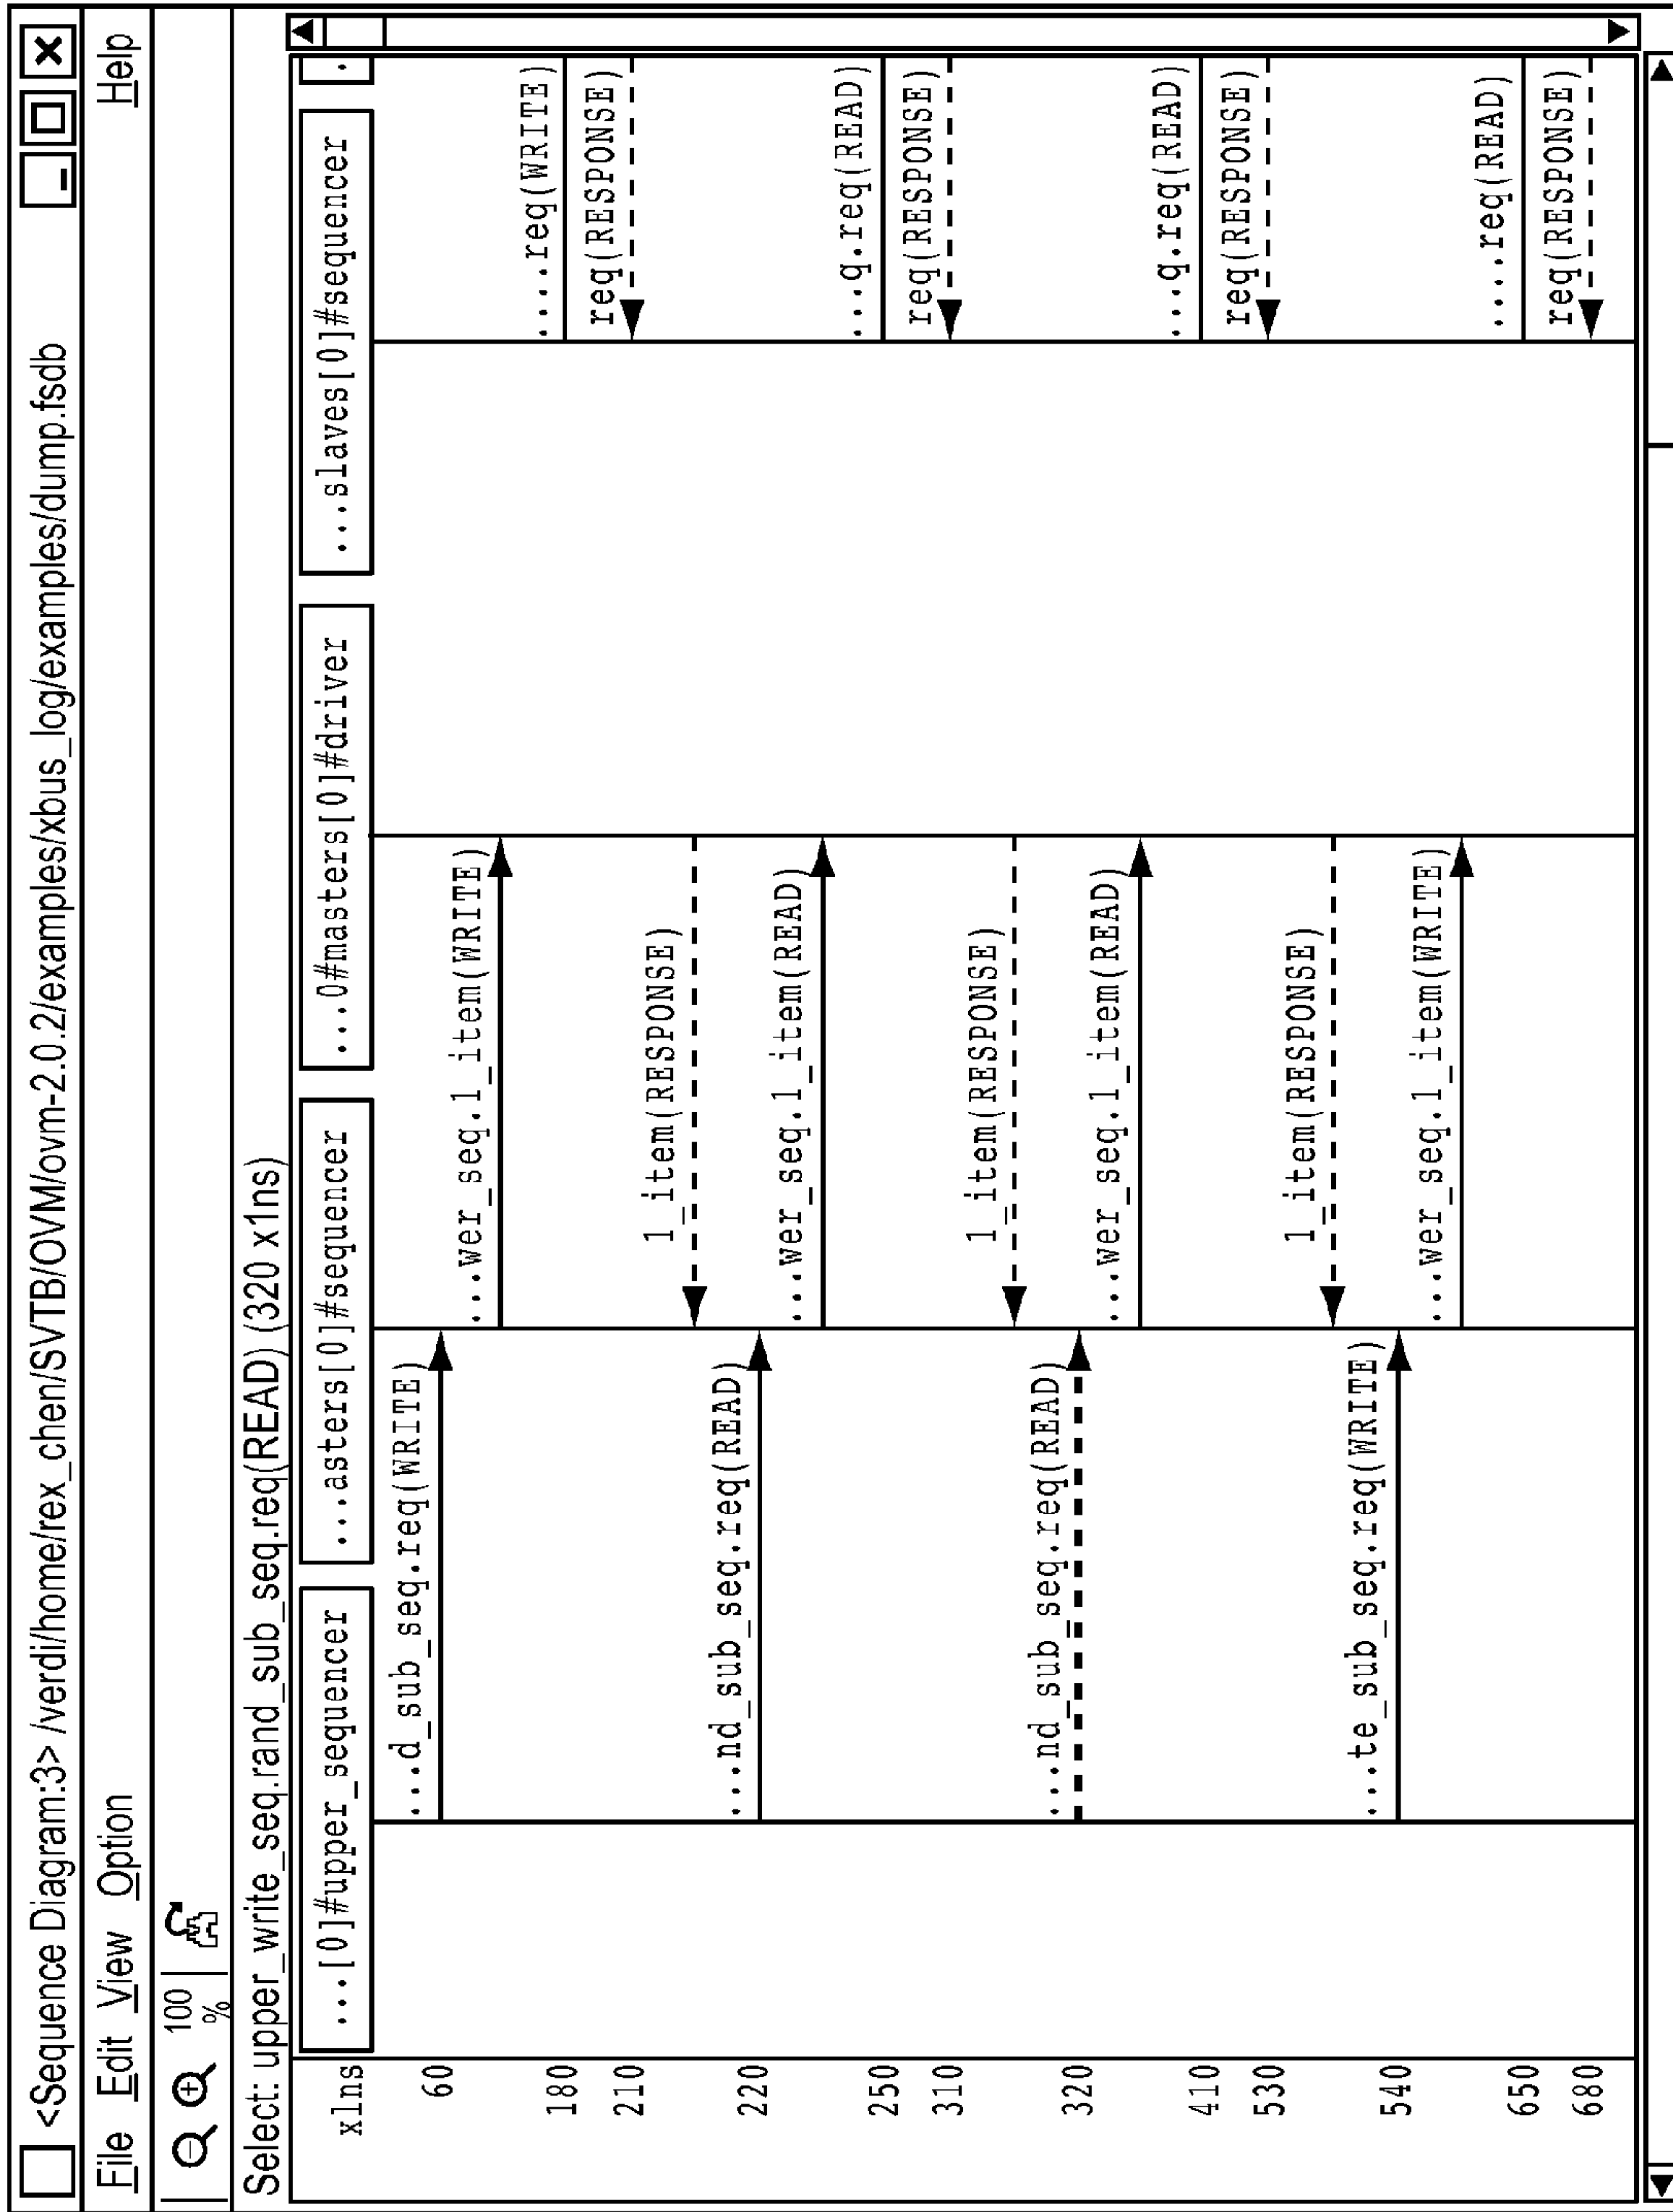 <Sequence Diagram:3> /verdi/home/rex_chen/SVTB/OVM/ovm-2.0.2/examples/xbus_log/examples/dump.fsdb
File Edit View Option Help
100
%
Select: upper_write_seq.rand_sub_seq.req(READ) (320 x1ns)
x1ns ...[0]#upper_sequencer ...asters[0]#sequencer ...0#masters[0]#driver ...slaves[0]#sequencer .
60 ...d_sub_seq.req(WRITE)
...wer_seq.1_item(WRITE)
180 ....req(WRITE)
210 req(RESPONSE)
1_item(RESPONSE)
220 ...nd_sub_seq.req(READ)
...wer_seq.1_item(READ)
250 ...q.req(READ)
310 req(RESPONSE)
1_item(RESPONSE)
320 ...nd_sub_seq.req(READ)
...wer_seq.1_item(READ)
410 ...q.req(READ)
530 req(RESPONSE)
1_item(RESPONSE)
540 ...te_sub_seq.req(WRITE)
...wer_seq.1_item(WRITE)
650 ....req(READ)
680 req(RESPONSE)